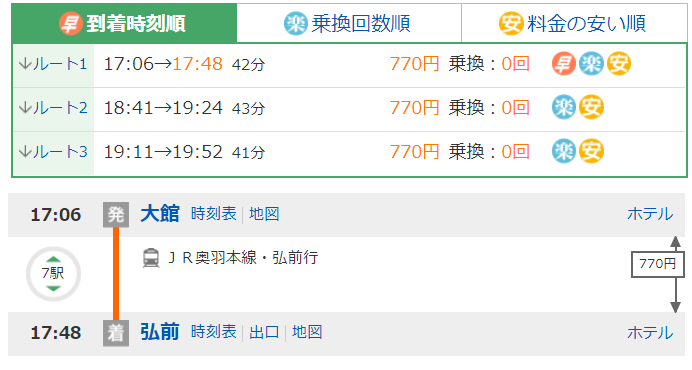 早 到着時刻順 楽 乗換回数順 安 料金の安い順
↓ルート1 17:06→17:48 42分 770円 乗換：0回 早 楽 安
↓ルート2 18:41→19:24 43分 770円 乗換：0回 楽 安
↓ルート3 19:11→19:52 41分 770円 乗換：0回 楽 安
17:06 発 大館 時刻表 | 地図 ホテル
7駅 ＪＲ奥羽本線・弘前行 770円
17:48 着 弘前 時刻表 | 出口 | 地図 ホテル